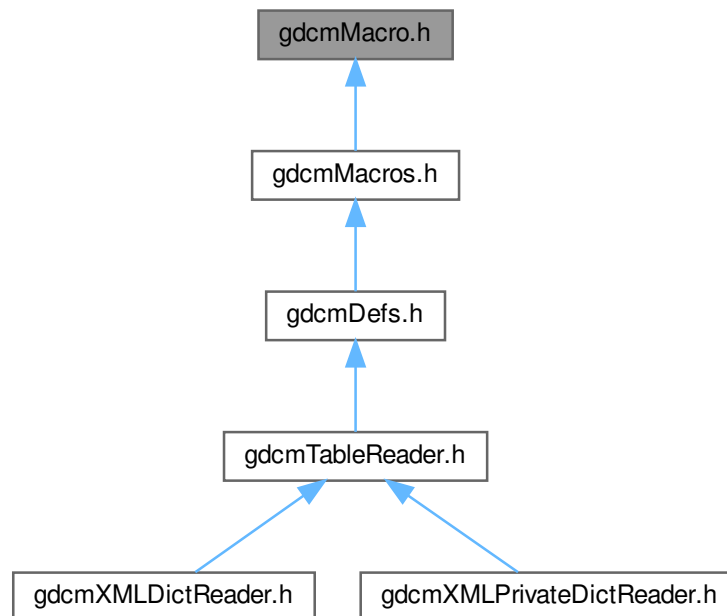 gdcmMacro.h
gdcmMacros.h
gdcmDefs.h
gdcmTableReader.h
gdcmXMLDictReader.h
gdcmXMLPrivateDictReader.h